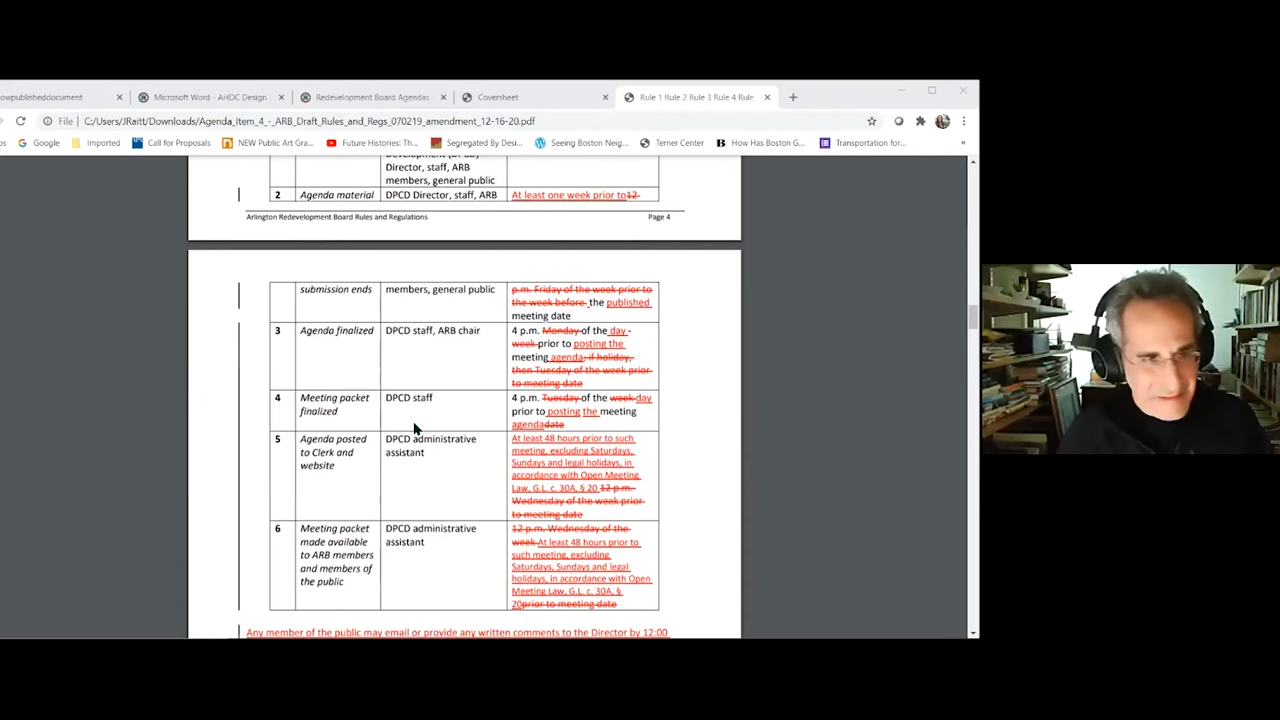 owpublisheddocument
Microsoft Word - AHDC Design
Redevelopment Board Agendas
Coversheet
Rule 1 Rule 2 Rule 3 Rule 4 Rule
File
C:/Users/JRaitt/Downloads/Agenda_Item_4_-_ARB_Draft_Rules_and_Regs_070219_amendment_12-16-20.pdf
Google
Imported
Call for Proposals
NEW Public Art Gra...
Future Histories: Th...
Segregated By Desi...
Seeing Boston Neig...
Terner Center
How Has Boston G...
Transportation for...
»
Director, staff, ARB
members, general public
2 Agenda material DPCD Director, staff, ARB At least one week prior to12
Arlington Redevelopment Board Rules and Regulations Page 4
submission ends members, general public p.m. Friday of the week prior to
the week before the published
meeting date
3 Agenda finalized DPCD staff, ARB chair 4 p.m. Monday of the day
week prior to posting the
meeting agenda; if holiday,
then Tuesday of the week prior
to meeting date
4 Meeting packet DPCD staff 4 p.m. Tuesday of the week day
finalized prior to posting the meeting
agendadate
5 Agenda posted DPCD administrative At least 48 hours prior to such
to Clerk and assistant meeting, excluding Saturdays,
website Sundays and legal holidays, in
accordance with Open Meeting
Law, G.L. c. 30A, § 20 12 p.m.
Wednesday of the week prior
to meeting date
6 Meeting packet DPCD administrative 12 p.m. Wednesday of the
made available assistant week At least 48 hours prior to
to ARB members such meeting, excluding
and members of Saturdays, Sundays and legal
the public holidays, in accordance with Open
Meeting Law, G.L. c. 30A, §
20prior to meeting date
Any member of the public may email or provide any written comments to the Director by 12:00